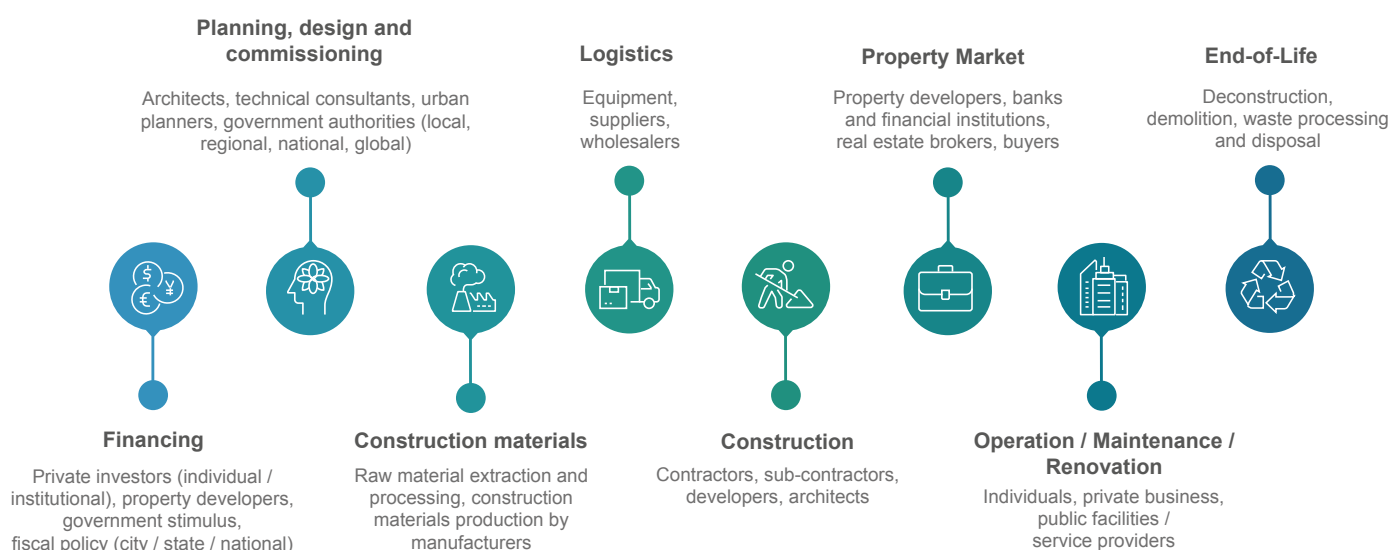 Planning, design and
commissioning
Architects, technical consultants, urban
planners, government authorities (local,
regional, national, global)
Logistics
Equipment,
suppliers,
wholesalers
Property Market
Property developers, banks
and financial institutions,
real estate brokers, buyers
End-of-Life
Deconstruction,
demolition, waste processing
and disposal
$
¥
€
Financing
Private investors (individual /
institutional), property developers,
government stimulus,
fiscal policy (city / state / national)
Construction materials
Raw material extraction and
processing, construction
materials production by
manufacturers
Construction
Contractors, sub-contractors,
developers, architects
Operation / Maintenance /
Renovation
Individuals, private business,
public facilities /
service providers